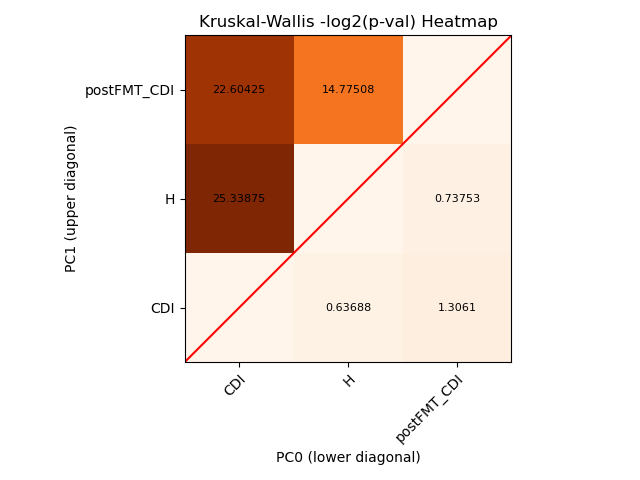 Kruskal-Wallis -log2(p-val) Heatmap
PC1 (upper diagonal)
postFMT_CDI
22.60425
14.77508
H
25.33875
0.73753
CDI
0.63688
1.3061
CDI
H
postFMT_CDI
PC0 (lower diagonal)